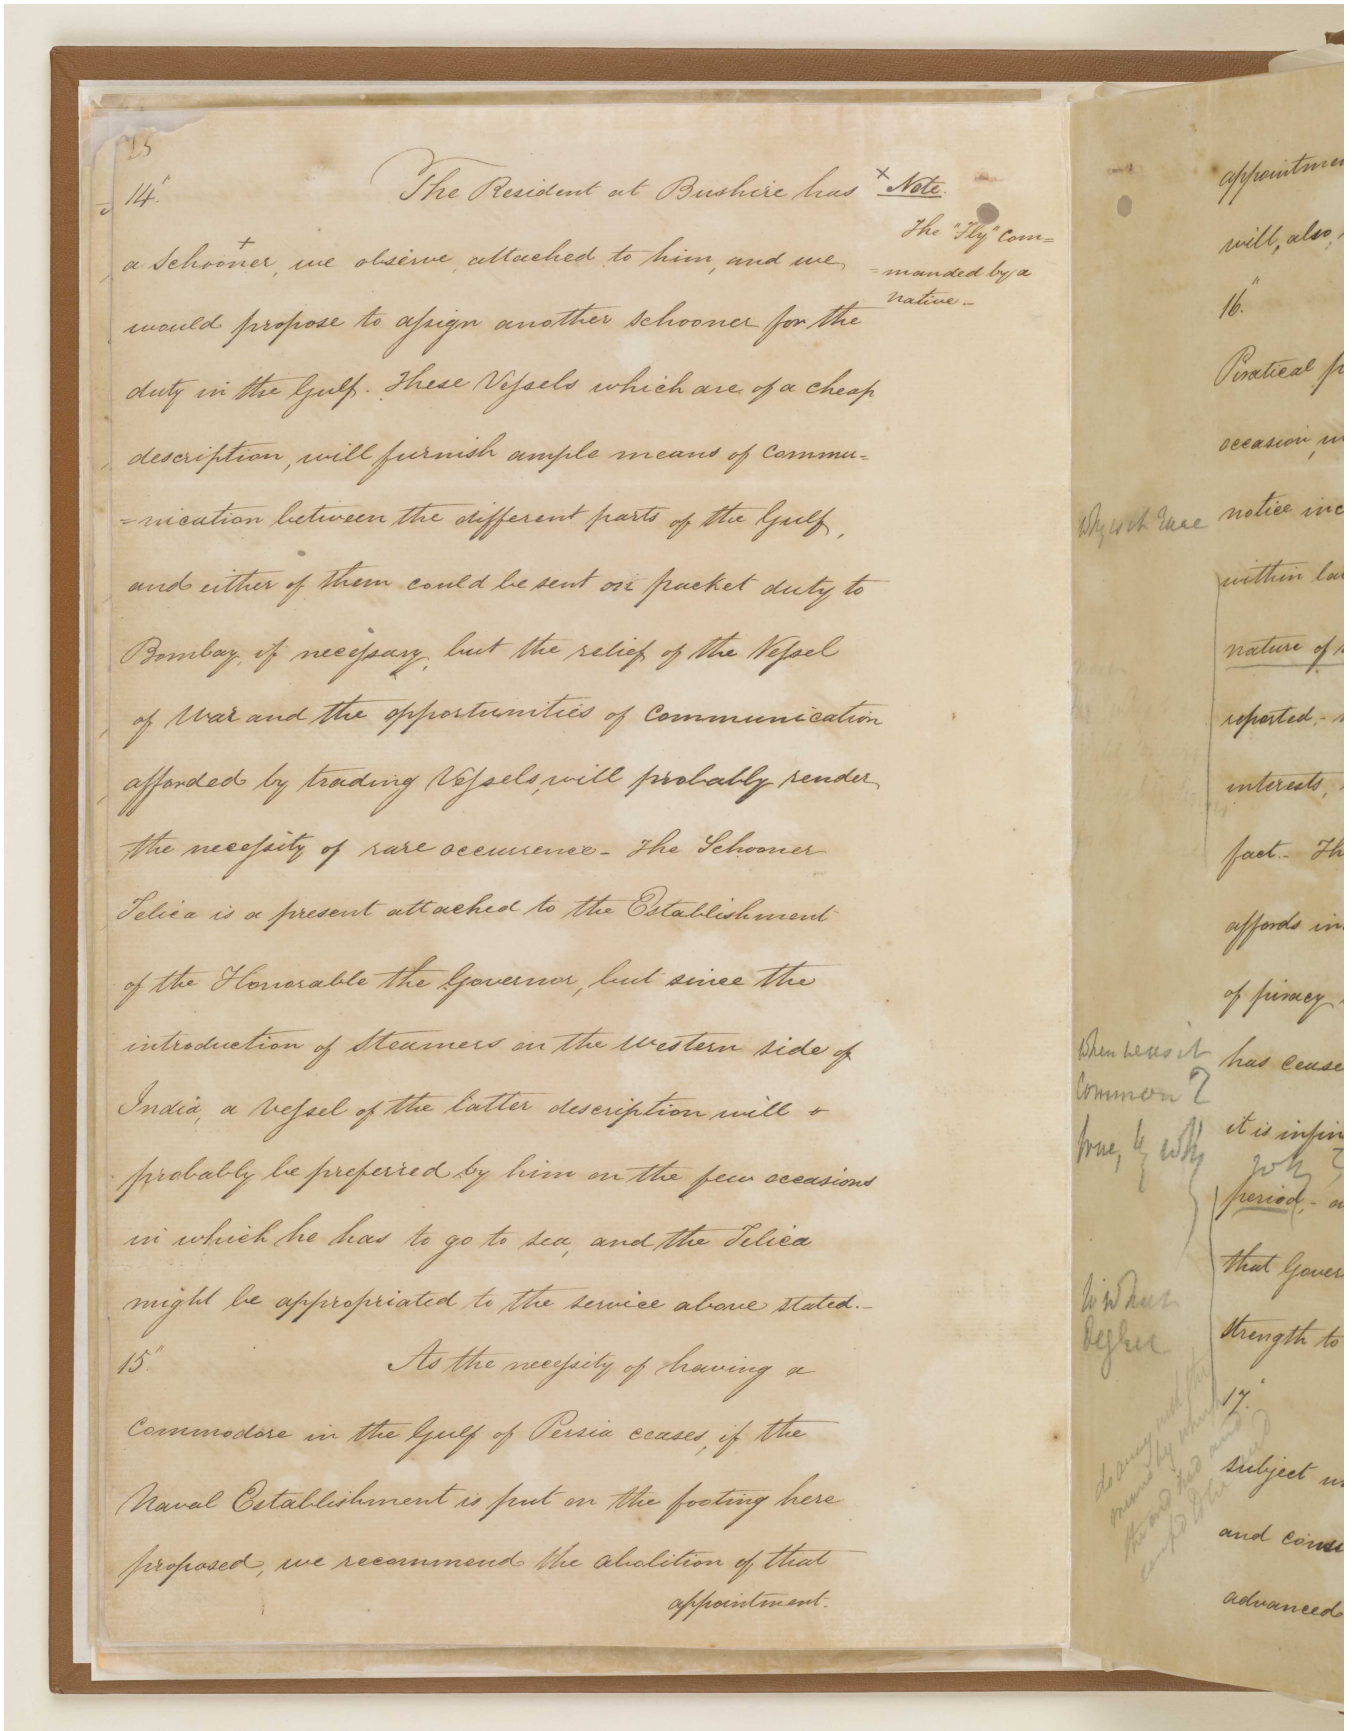 14.
The Resident at Bushire has
a Schooner, we observe, attached to him, and we
would propose to assign another Schooner for the
duty in the Gulf. These Vessels which are of a cheap
description, will furnish ample means of Commu=
=nication between the different parts of the Gulf,
and either of them could be sent on packet duty to
Bombay, if necessary, but the relief of the Vessel
of War and the opportunities of Communication
afforded by trading Vessels, will probably render
the necessity of rare occurrence - The Schooner
Telica is a present attached to the Establishment
of the Honorable the Governor, but since the
introduction of Steamers on the Western side of
India, a Vessel of the latter description will
probably be preferred by him on the few occasions
in which he has to go to sea, and the Telica
might be appropriated to the service above stated.-
15.
As the necessity of having a
Commodore in the Gulf of Persia ceases, if the
Naval Establishment is put on the footing here
proposed, we recommend the abolition of that
appointment.
x Note.
The "Fly" com=
=manded by a
native -
will, also,
16.
Piratical
occasion,
notice
within
nature of
reported, -
interests,
fact. -
affords
of piracy
has
it is
period, -
that
strength to
17.
subject
and
advanced
When was it
Common?